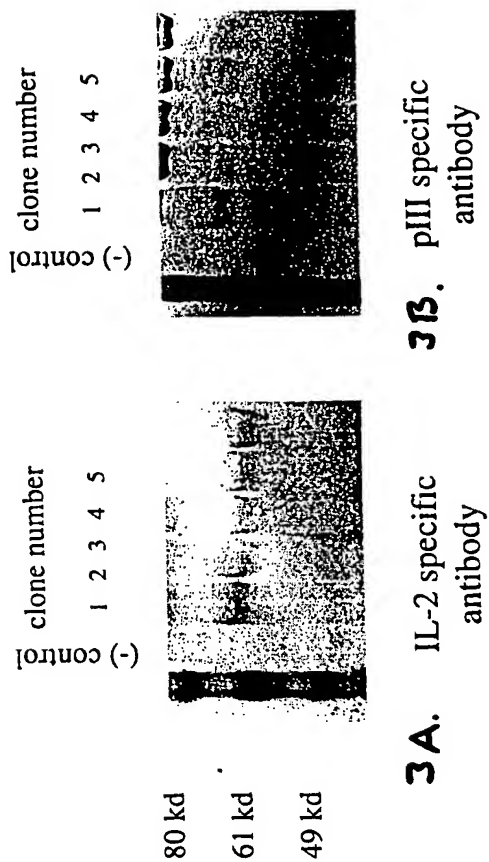 clone number
(-) control 1 2 3 4 5
80 kd
61 kd
49 kd
3A. IL-2 specific
antibody
clone number
(-) control 1 2 3 4 5
3B. pIII specific
antibody